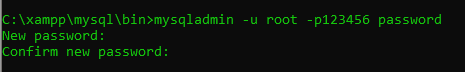 C:\xampp\mysql\bin>mysqladmin -u root -p123456 password
New password:
Confirm new password: